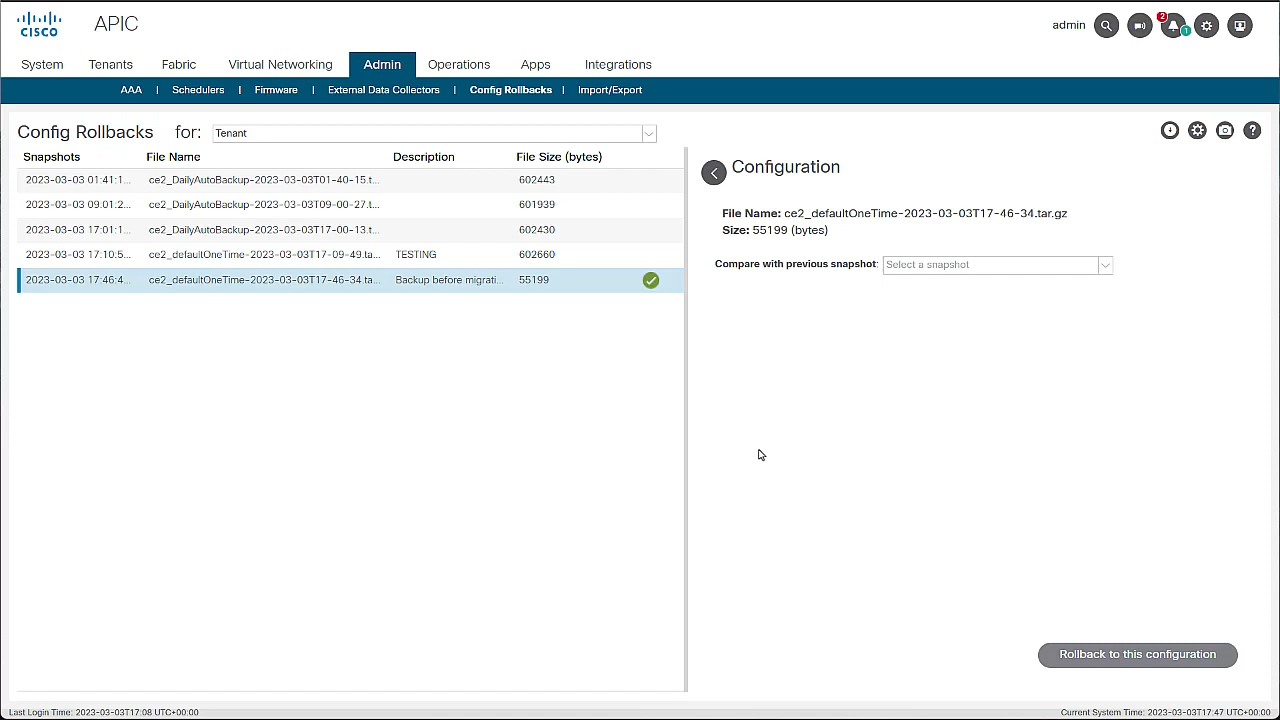 CISCO APIC admin 2 1
System Tenants Fabric Virtual Networking Admin Operations Apps Integrations
AAA | Schedulers | Firmware | External Data Collectors | Config Rollbacks | Import/Export
Config Rollbacks for: Tenant
Snapshots File Name Description File Size (bytes)
2023-03-03 01:41:1... ce2_DailyAutoBackup-2023-03-03T01-40-15.t... 602443
2023-03-03 09:01:2... ce2_DailyAutoBackup-2023-03-03T09-00-27.t... 601939
2023-03-03 17:01:1... ce2_DailyAutoBackup-2023-03-03T17-00-13.t... 602430
2023-03-03 17:10:5... ce2_defaultOneTime-2023-03-03T17-09-49.ta... TESTING 602660
2023-03-03 17:46:4... ce2_defaultOneTime-2023-03-03T17-46-34.ta... Backup before migrati... 55199
Configuration
File Name: ce2_defaultOneTime-2023-03-03T17-46-34.tar.gz
Size: 55199 (bytes)
Compare with previous snapshot: Select a snapshot
Rollback to this configuration
Last Login Time: 2023-03-03T17:08 UTC+00:00
Current System Time: 2023-03-03T17:47 UTC+00:00